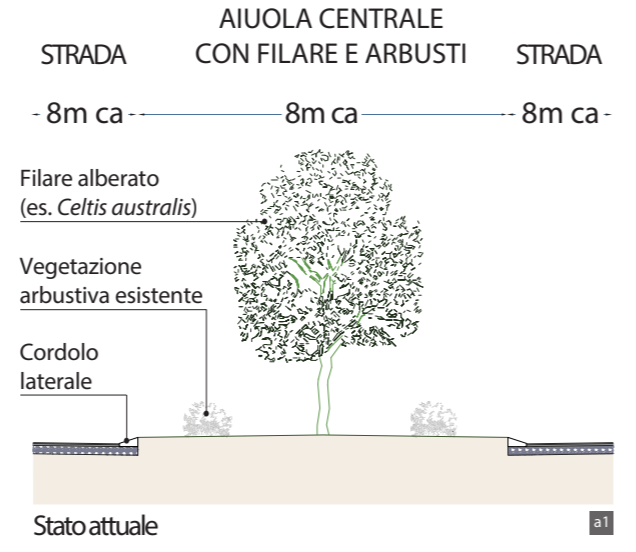 AIUOLA CENTRALE
STRADA CON FILARE E ARBUSTI STRADA
8m ca 8m ca 8m ca
Filare alberato
(es. Celtis australis)
Vegetazione
arbustiva esistente
Cordolo
laterale
Stato attuale
a1